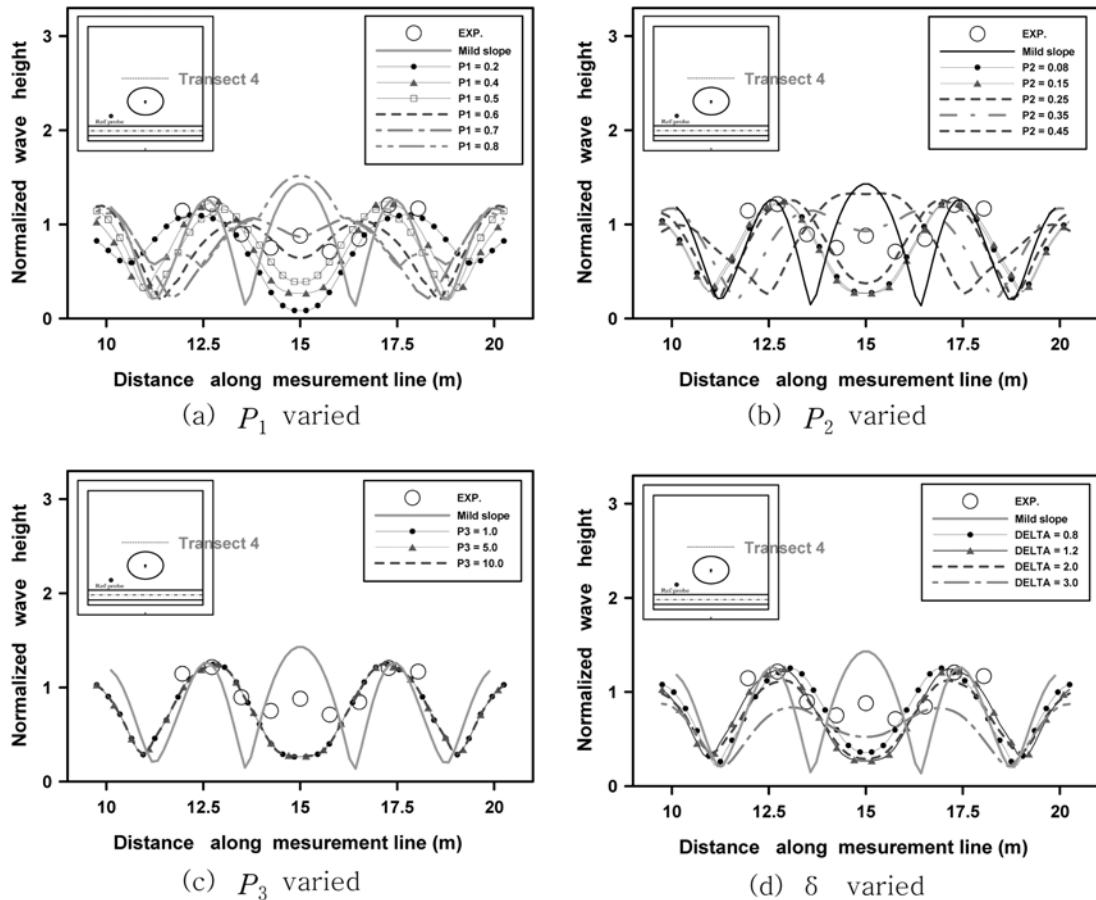 Normalized wave height
3
2
1
0
Transect 4
Ref probe
EXP.
Mild slope
P1 = 0.2
P1 = 0.4
P1 = 0.5
P1 = 0.6
P1 = 0.7
P1 = 0.8
10 12.5 15 17.5 20
Distance along mesurement line (m)
(a) P₁ varied
Normalized wave height
3
2
1
0
Transect 4
Ref probe
EXP.
Mild slope
P2 = 0.08
P2 = 0.15
P2 = 0.25
P2 = 0.35
P2 = 0.45
10 12.5 15 17.5 20
Distance along mesurement line (m)
(b) P₂ varied
Normalized wave height
3
2
1
0
Transect 4
Ref probe
EXP.
Mild slope
P3 = 1.0
P3 = 5.0
P3 = 10.0
10 12.5 15 17.5 20
Distance along mesurement line (m)
(c) P₃ varied
Normalized wave height
3
2
1
0
Transect 4
Ref probe
EXP.
Mild slope
DELTA = 0.8
DELTA = 1.2
DELTA = 2.0
DELTA = 3.0
10 12.5 15 17.5 20
Distance along mesurement line (m)
(d) δ varied